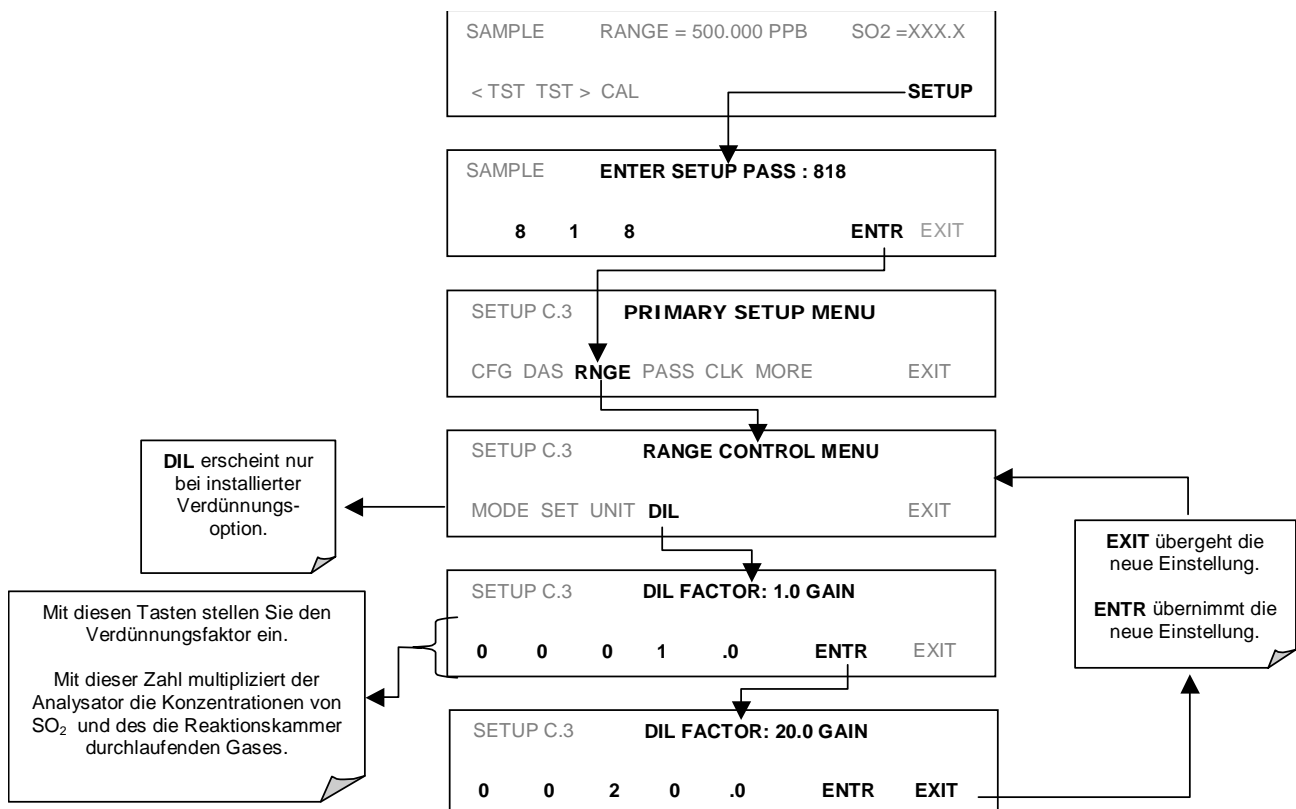 SAMPLE RANGE = 500.000 PPB SO2 =XXX.X
< TST TST > CAL SETUP
SAMPLE ENTER SETUP PASS : 818
8 1 8 ENTR EXIT
SETUP C.3 PRIMARY SETUP MENU
CFG DAS RNGE PASS CLK MORE EXIT
SETUP C.3 RANGE CONTROL MENU
MODE SET UNIT DIL EXIT
DIL erscheint nur
bei installierter
Verdünnungs-
option.
EXIT übergeht die
neue Einstellung.
ENTR übernimmt die
neue Einstellung.
SETUP C.3 DIL FACTOR: 1.0 GAIN
0 0 0 1 .0 ENTR EXIT
Mit diesen Tasten stellen Sie den
Verdünnungsfaktor ein.
Mit dieser Zahl multipliziert der
Analysator die Konzentrationen von
SO₂ und des die Reaktionskammer
durchlaufenden Gases.
SETUP C.3 DIL FACTOR: 20.0 GAIN
0 0 2 0 .0 ENTR EXIT